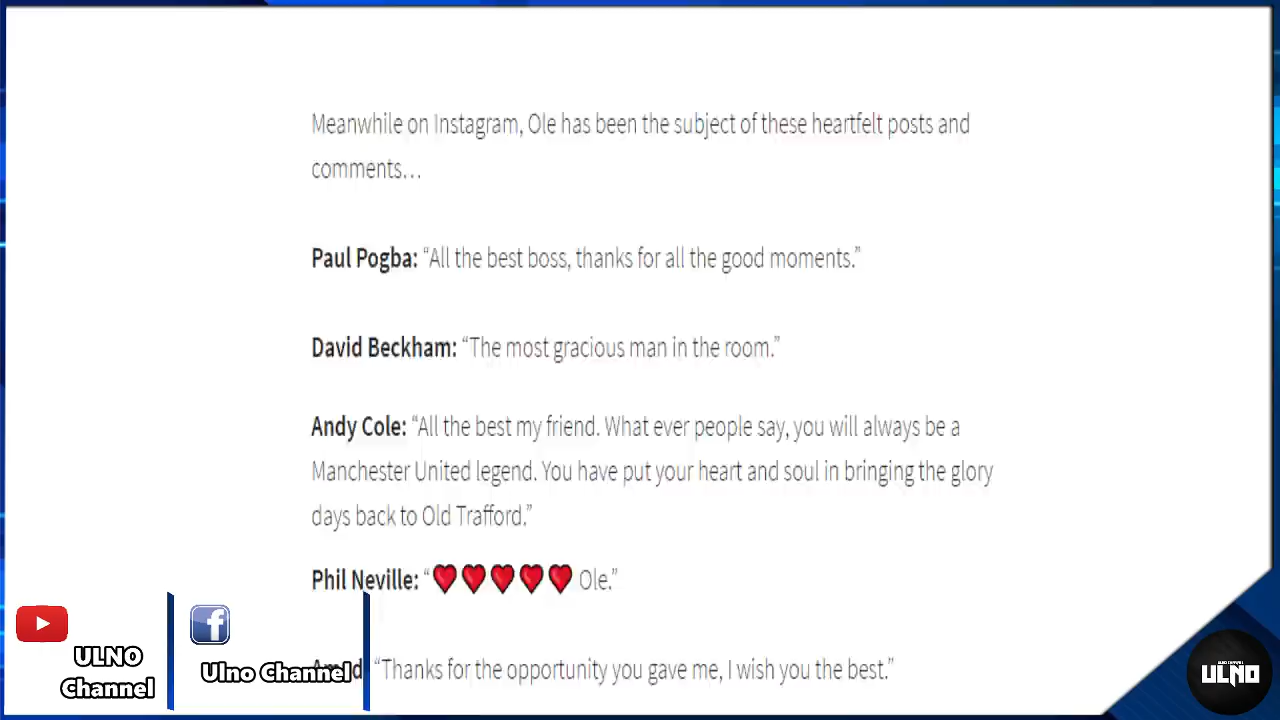 Meanwhile on Instagram, Ole has been the subject of these heartfelt posts and
comments…
Paul Pogba: “All the best boss, thanks for all the good moments.”
David Beckham: “The most gracious man in the room.”
Andy Cole: “All the best my friend. What ever people say, you will always be a
Manchester United legend. You have put your heart and soul in bringing the glory
days back to Old Trafford.”
Phil Neville: “❤❤❤❤❤ Ole.”
“Thanks for the opportunity you gave me, I wish you the best.”
ULNO
Channel
Ulno Channel
ULNO